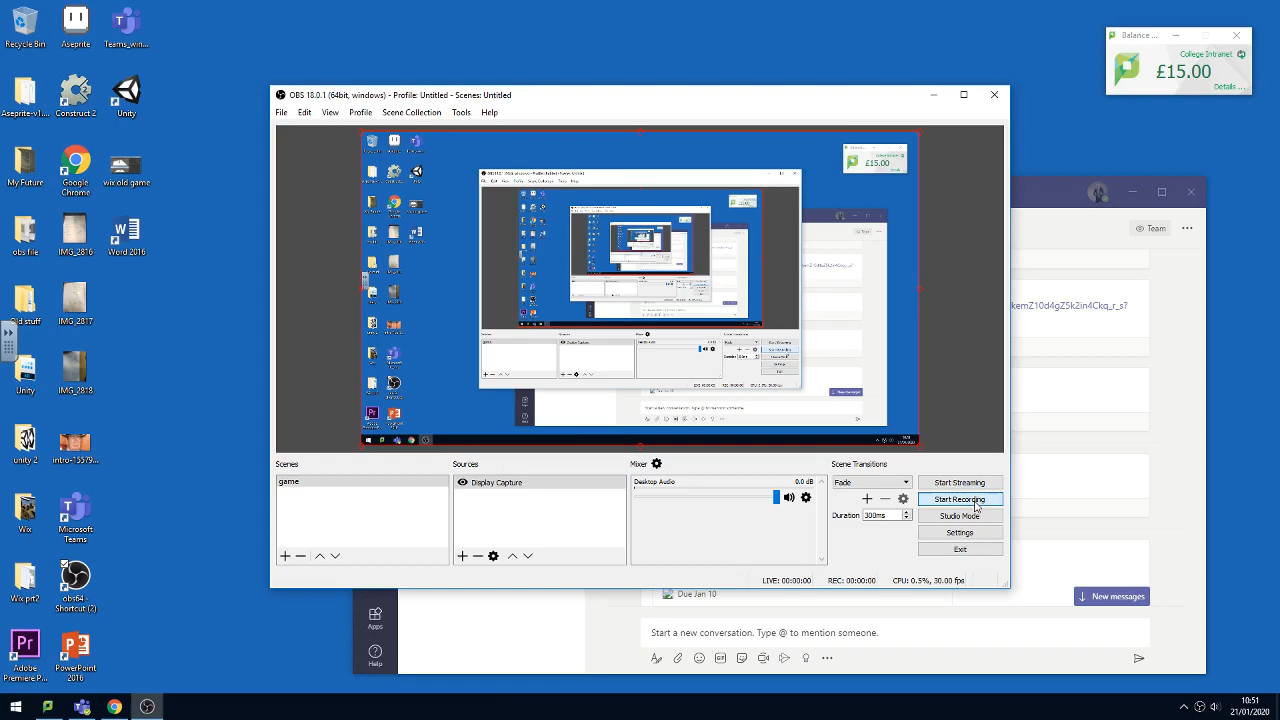 Recycle Bin
Aseprite
Teams_win...
Aseprite-v1....
Construct 2
Unity
My Future
Google Chrome
wix old game
obs file
IMG_2816
Word 2016
Old stuff
IMG_2817
Unity
IMG_2818
unity 2
intro-15579...
Wix
Microsoft Teams
Wix prt2
obs64 - Shortcut (2)
Adobe Premiere P...
PowerPoint 2016
Balance ...
College Intranet
£15.00
Details ...
OBS 18.0.1 (64bit, windows) - Profile: Untitled - Scenes: Untitled
File Edit View Profile Scene Collection Tools Help
College Intranet
£15.00
Scenes
game
Sources
Display Capture
Mixer
Desktop Audio 0.0 dB
Scene Transitions
Fade
Duration 300ms
Start Streaming
Start Recording
Studio Mode
Settings
Exit
LIVE: 00:00:00 REC: 00:00:00 CPU: 0.5%, 30.00 fps
Team
kemZ10d4gZ5k2in4Ckq_r_s?
Due Jan 10
New messages
Apps
Help
Start a new conversation. Type @ to mention someone.
GIF
10:51
21/01/2020